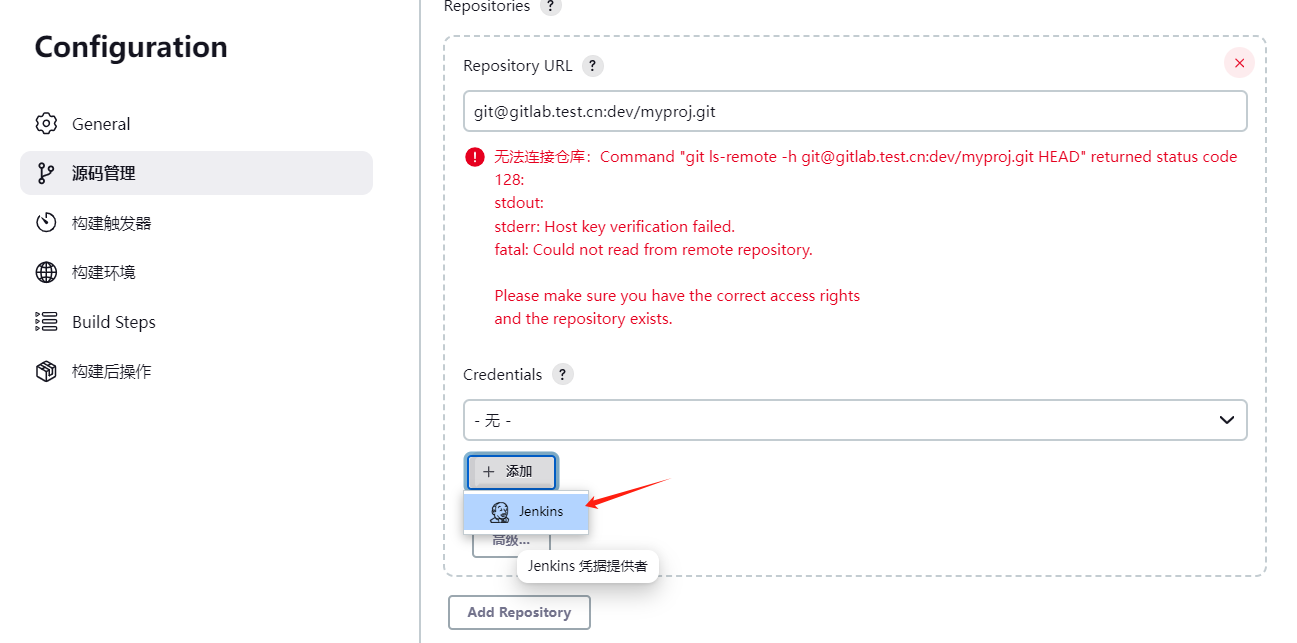 Repositories ?
Configuration
Repository URL ?
git@gitlab.test.cn:dev/myproj.git
General
源码管理
无法连接仓库：Command "git ls-remote -h git@gitlab.test.cn:dev/myproj.git HEAD" returned status code
128:
stdout:
构建触发器
stderr: Host key verification failed.
fatal: Could not read from remote repository.
构建环境
Please make sure you have the correct access rights
and the repository exists.
Build Steps
构建后操作
Credentials ?
- 无 -
添加
Jenkins
高级...
Jenkins 凭据提供者
Add Repository